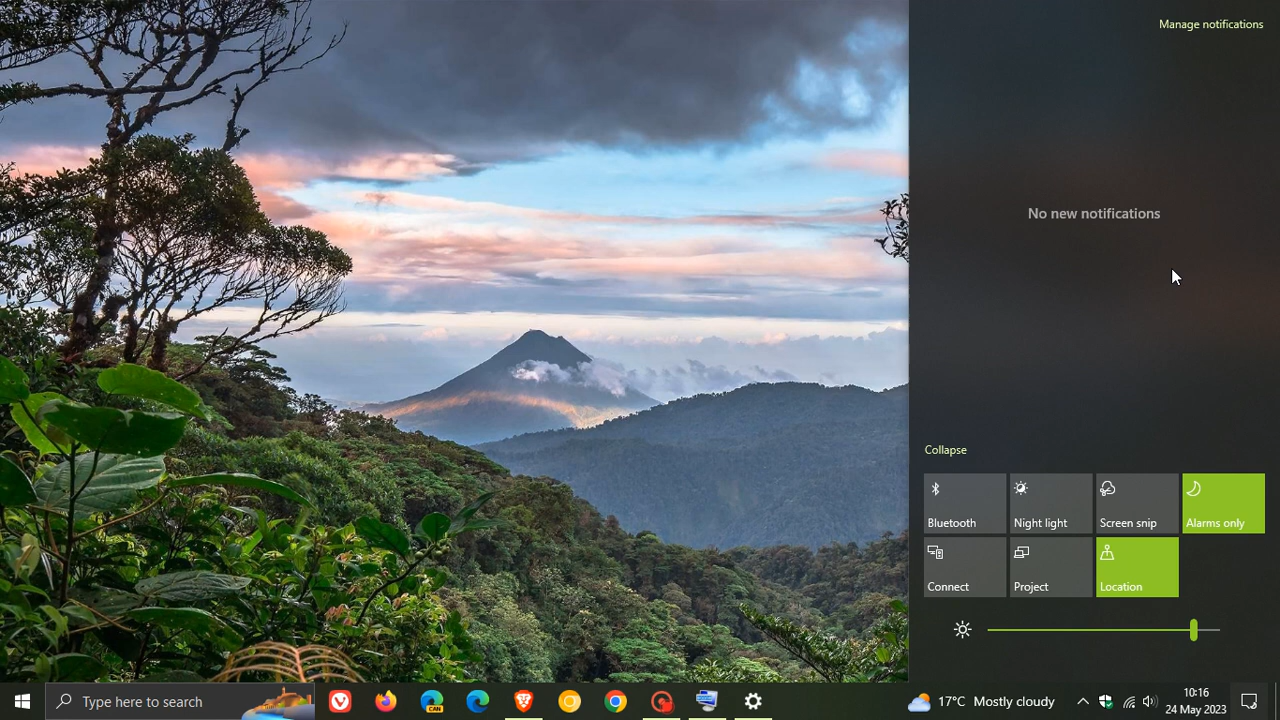 Manage notifications
No new notifications
Collapse
Bluetooth
Night light
Screen snip
Alarms only
Connect
Project
Location
Type here to search
CAN
17°C Mostly cloudy
10:16
24 May 2023